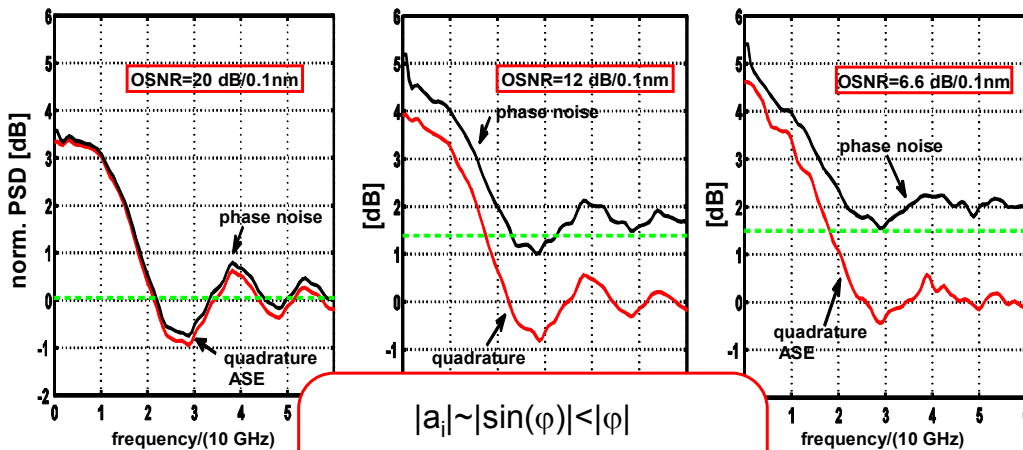 6
5
4
3
2
1
0
-1
-2
norm. PSD [dB]
OSNR=20 dB/0.1nm
phase noise
quadrature
ASE
0 1 2 3 4 5
frequency/(10 GHz)
6
5
4
3
2
1
0
-1
[dB]
OSNR=12 dB/0.1nm
phase noise
quadrature
6
5
4
3
2
1
0
-1
[dB]
OSNR=6.6 dB/0.1nm
phase noise
quadrature
ASE
1 2 3 4 5
frequency/(10 GHz)
|aᵢ|~|sin(φ)|<|φ|